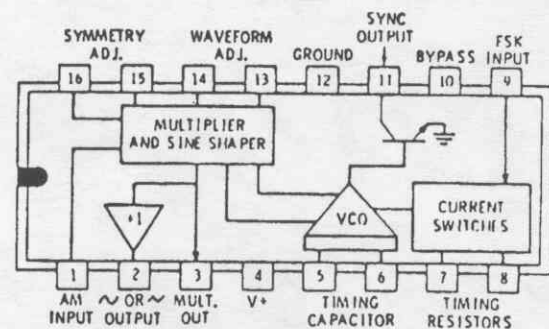 SYMMETRY
ADJ.
WAVEFORM
ADJ.
GROUND
SYNC
OUTPUT
BYPASS
FSK
INPUT
16 15 14 13 12 11 10 9
MULTIPLIER
AND SINE SHAPER
+1
VCO
CURRENT
SWITCHES
1 2 3 4 5 6 7 8
AM
INPUT
~ OR ~
OUTPUT
MULT.
OUT
V+
TIMING
CAPACITOR
TIMING
RESISTORS